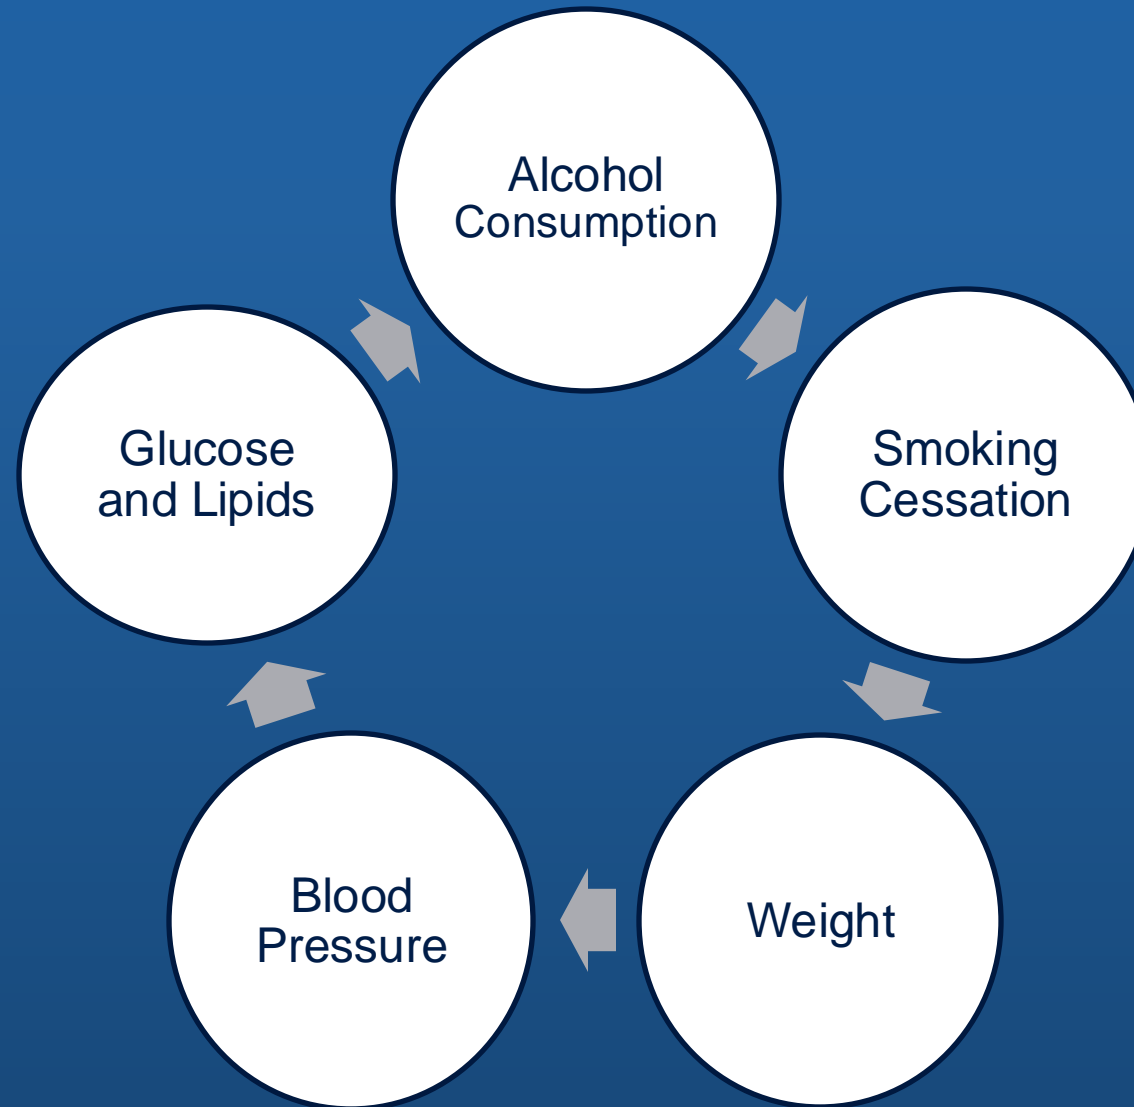 Alcohol
Consumption
Smoking
Cessation
Weight
Blood
Pressure
Glucose
and Lipids